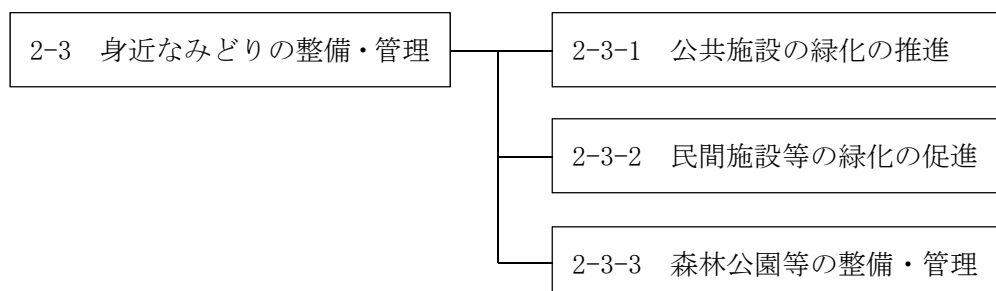 2-3 身近なみどりの整備・管理
2-3-1 公共施設の緑化の推進
2-3-2 民間施設等の緑化の促進
2-3-3 森林公園等の整備・管理